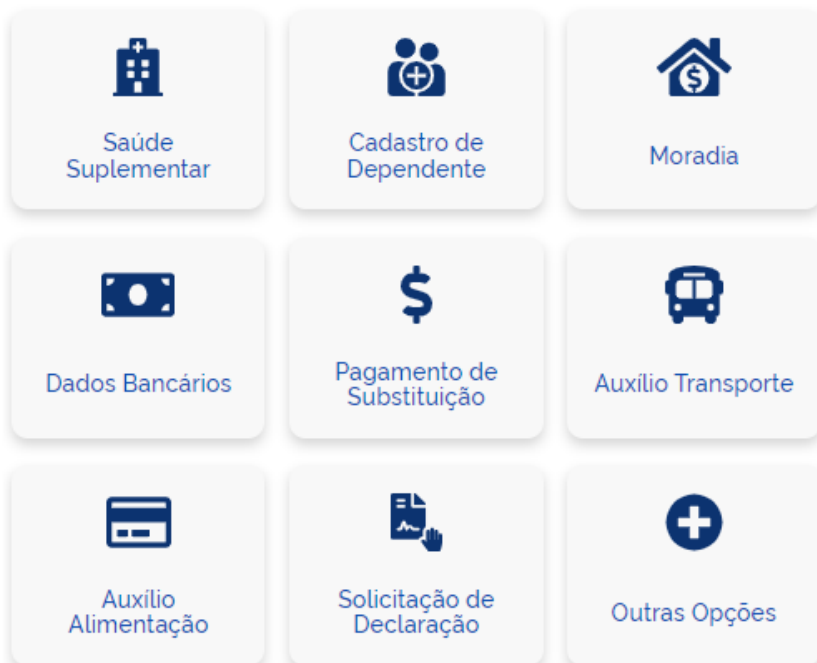 Saúde
Suplementar
Cadastro de
Dependente
Moradia
Dados Bancários
Pagamento de
Substituição
Auxílio Transporte
Auxílio
Alimentação
Solicitação de
Declaração
Outras Opções